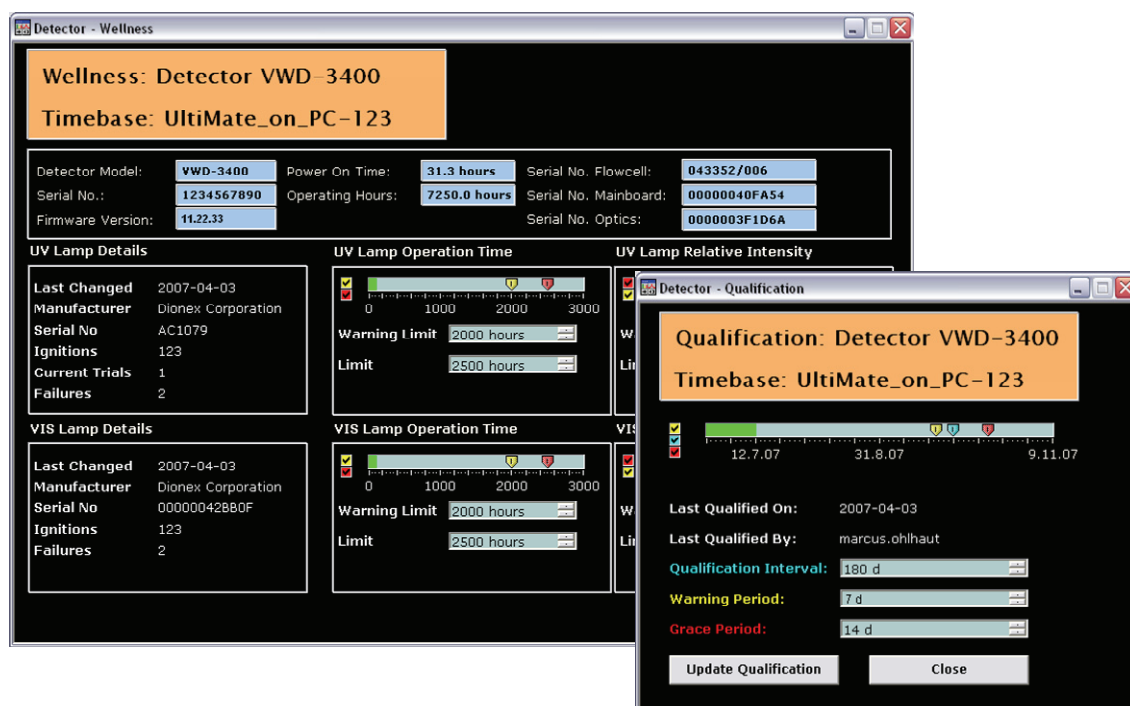 Detector - Wellness
Wellness: Detector VWD-3400
Timebase: UltiMate_on_PC-123
Detector Model: VWD-3400 Power On Time: 31.3 hours Serial No. Flowcell: 043352/006
Serial No.: 1234567890 Operating Hours: 7250.0 hours Serial No. Mainboard: 00000040FA54
Firmware Version: 11.22.33 Serial No. Optics: 0000003F1D6A
UV Lamp Details
Last Changed 2007-04-03
Manufacturer Dionex Corporation
Serial No AC1079
Ignitions 123
Current Trials 1
Failures 2
UV Lamp Operation Time
0 1000 2000 3000
Warning Limit 2000 hours
Limit 2500 hours
UV Lamp Relative Intensity
VIS Lamp Details
Last Changed 2007-04-03
Manufacturer Dionex Corporation
Serial No 00000042BB0F
Ignitions 123
Failures 2
VIS Lamp Operation Time
0 1000 2000 3000
Warning Limit 2000 hours
Limit 2500 hours
Detector - Qualification
Qualification: Detector VWD-3400
Timebase: UltiMate_on_PC-123
12.7.07 31.8.07 9.11.07
Last Qualified On: 2007-04-03
Last Qualified By: marcus.ohlhaut
Qualification Interval: 180 d
Warning Period: 7 d
Grace Period: 14 d
Update Qualification Close